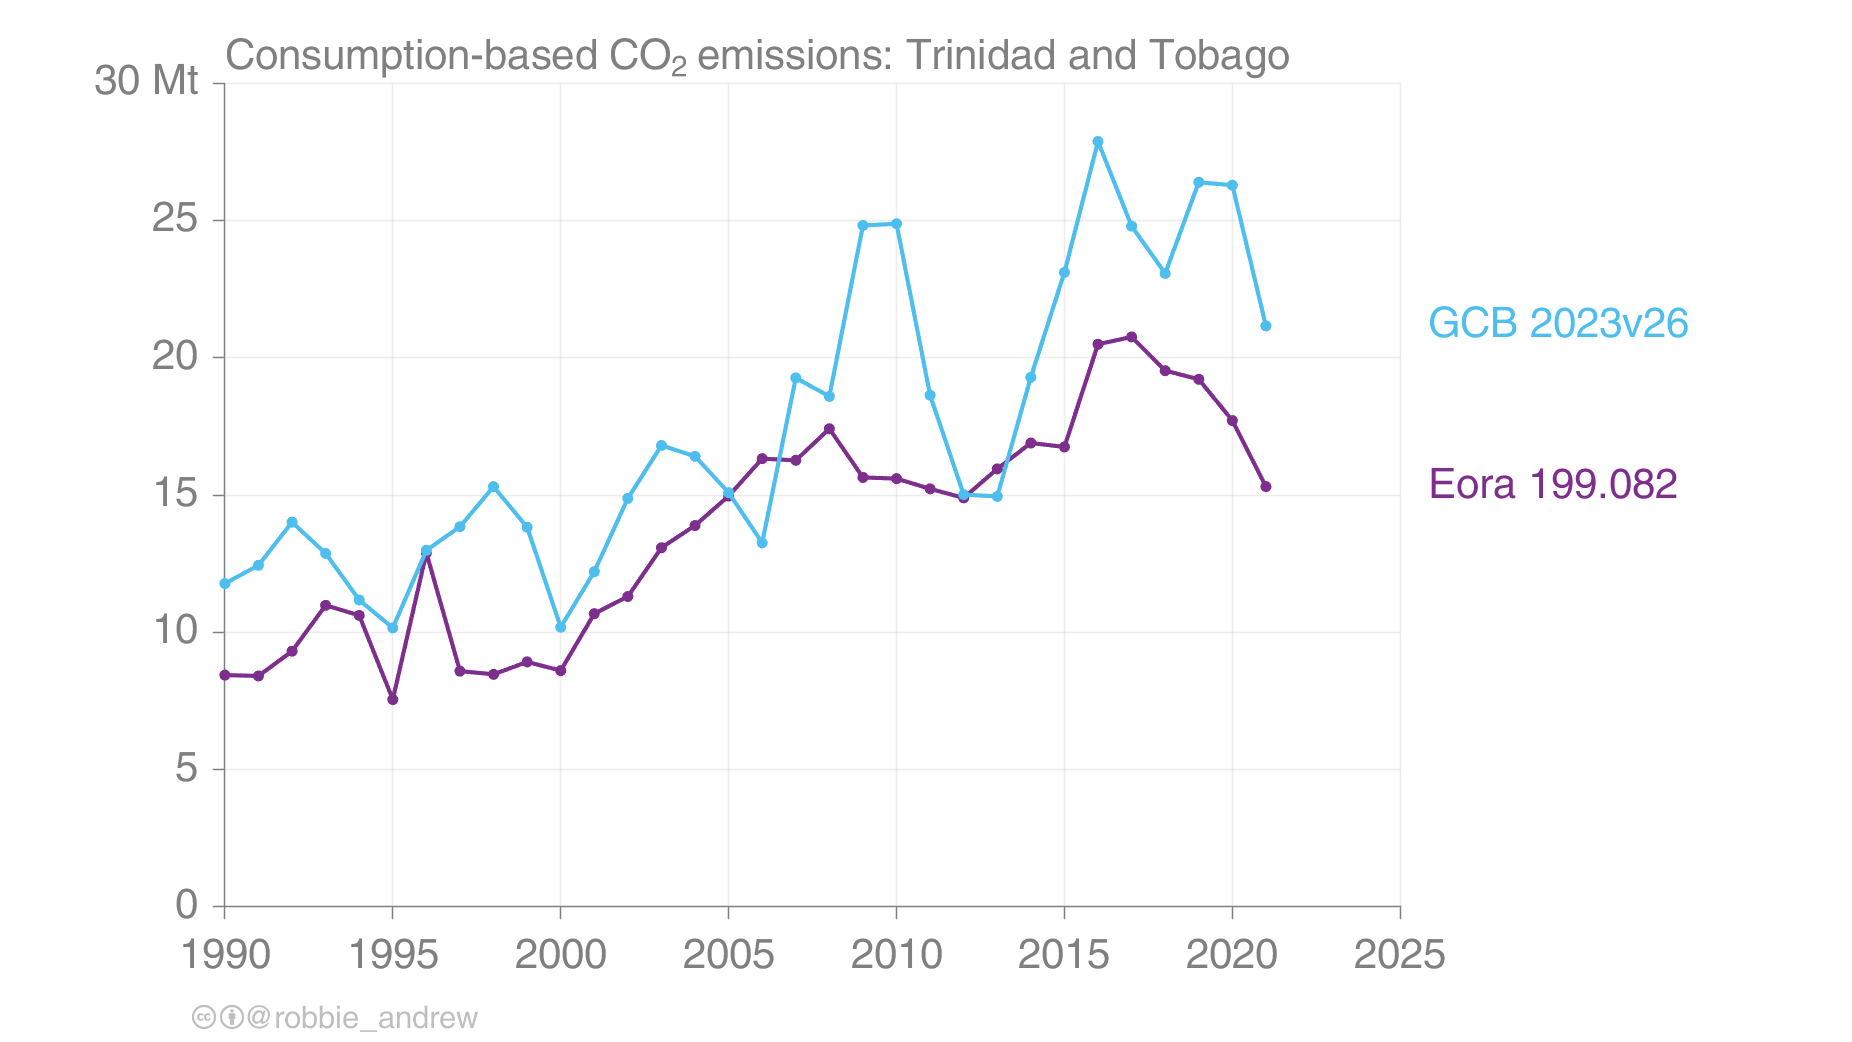 Consumption-based CO₂ emissions: Trinidad and Tobago
30 Mt
25
20
15
10
5
0
1990 1995 2000 2005 2010 2015 2020 2025
GCB 2023v26
Eora 199.082
@robbie_andrew